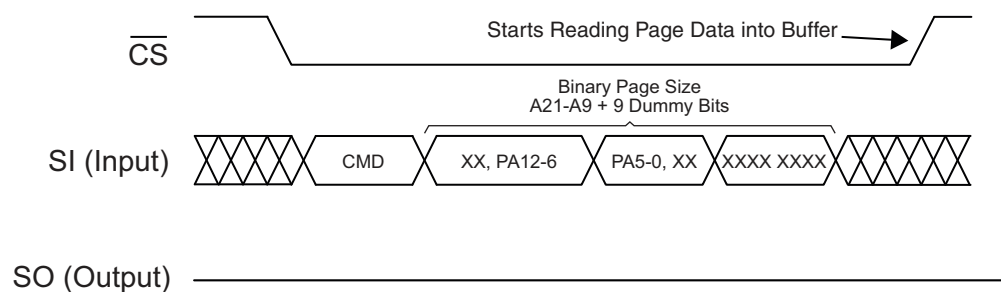 Starts Reading Page Data into Buffer
CS
Binary Page Size
A21-A9 + 9 Dummy Bits
SI (Input)
CMD
XX, PA12-6
PA5-0, XX
XXXX XXXX
SO (Output)